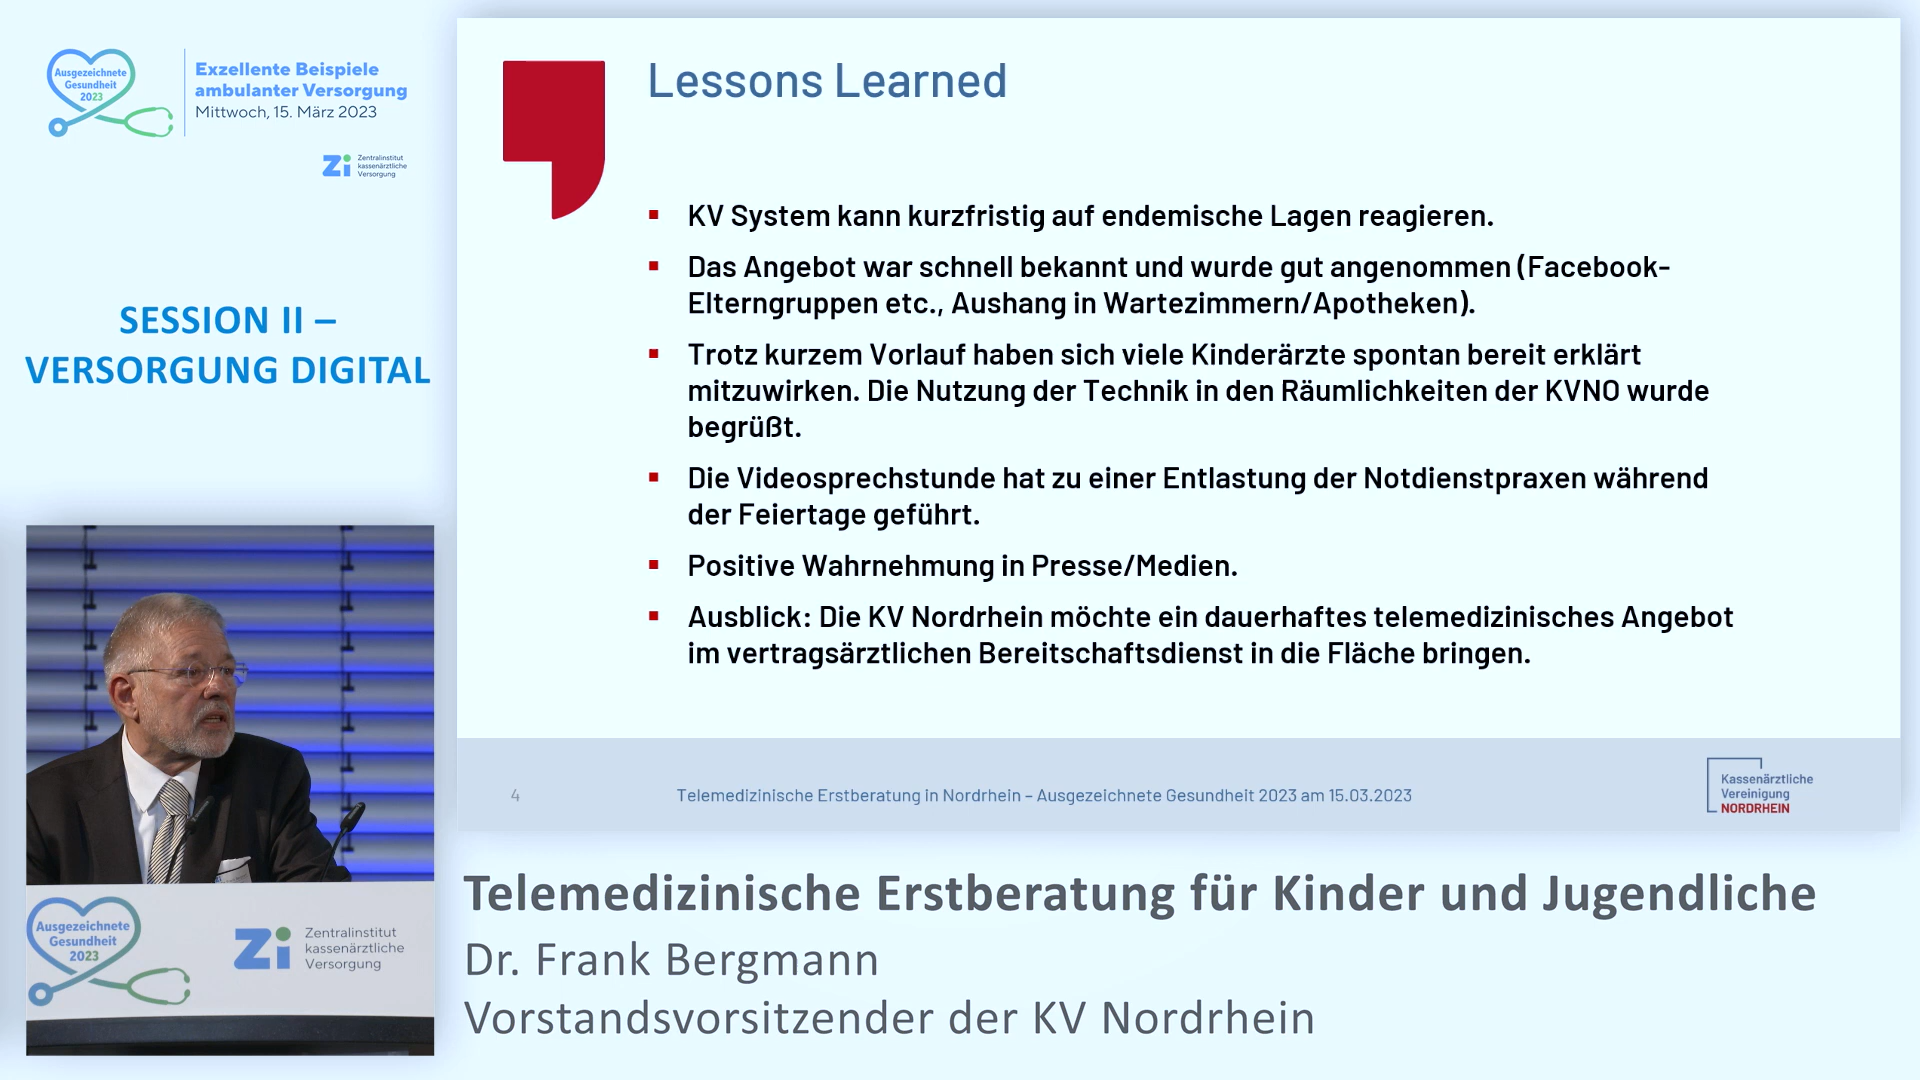 Ausgezeichnete
Gesundheit
2023
Exzellente Beispiele
ambulanter Versorgung
Mittwoch, 15. März 2023
Zi
Zentralinstitut
kassenärztliche
Versorgung
SESSION II –
VERSORGUNG DIGITAL
Lessons Learned
KV System kann kurzfristig auf endemische Lagen reagieren.
Das Angebot war schnell bekannt und wurde gut angenommen (Facebook-
Elterngruppen etc., Aushang in Wartezimmern/Apotheken).
Trotz kurzem Vorlauf haben sich viele Kinderärzte spontan bereit erklärt
mitzuwirken. Die Nutzung der Technik in den Räumlichkeiten der KVNO wurde
begrüßt.
Die Videosprechstunde hat zu einer Entlastung der Notdienstpraxen während
der Feiertage geführt.
Positive Wahrnehmung in Presse/Medien.
Ausblick: Die KV Nordrhein möchte ein dauerhaftes telemedizinisches Angebot
im vertragsärztlichen Bereitschaftsdienst in die Fläche bringen.
4
Telemedizinische Erstberatung in Nordrhein – Ausgezeichnete Gesundheit 2023 am 15.03.2023
Kassenärztliche
Vereinigung
NORDRHEIN
Ausgezeichnete
Gesundheit
2023
Zi
Zentralinstitut
kassenärztliche
Versorgung
Telemedizinische Erstberatung für Kinder und Jugendliche
Dr. Frank Bergmann
Vorstandsvorsitzender der KV Nordrhein